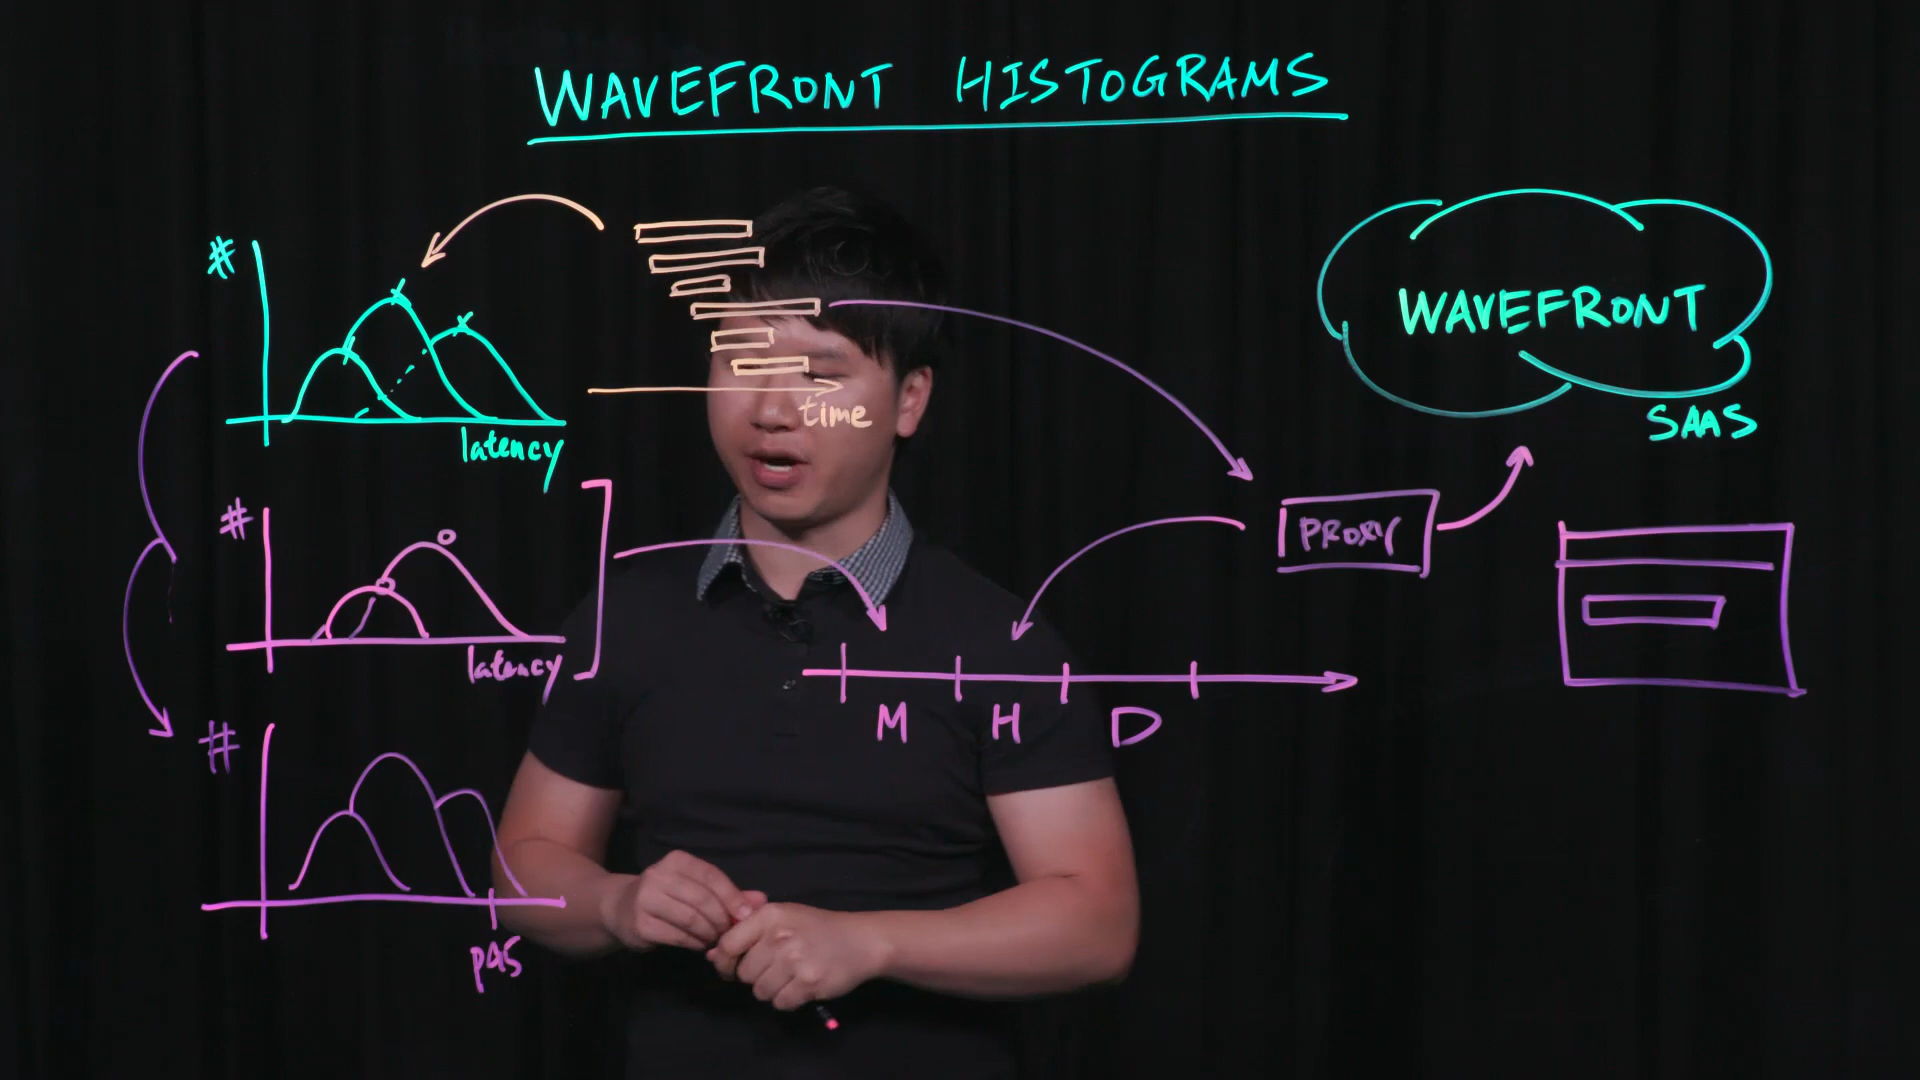 WAVEFRONT HISTOGRAMS
#
latency
time
WAVEFRONT
SAAS
#
latency
PROXY
M H D
#
p95